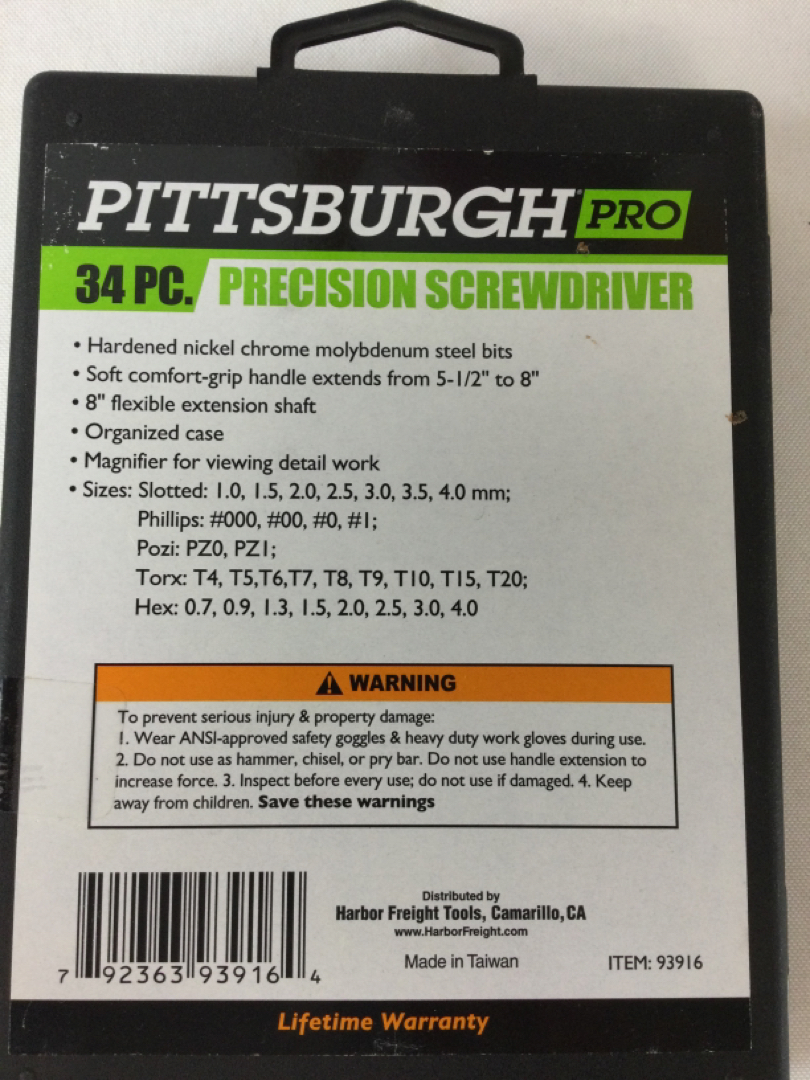 PITTSBURGH® PRO
34 PC. PRECISION SCREWDRIVER
• Hardened nickel chrome molybdenum steel bits
• Soft comfort-grip handle extends from 5-1/2" to 8"
• 8" flexible extension shaft
• Organized case
• Magnifier for viewing detail work
• Sizes: Slotted: 1.0, 1.5, 2.0, 2.5, 3.0, 3.5, 4.0 mm;
Phillips: #000, #00, #0, #1;
Pozi: PZ0, PZ1;
Torx: T4, T5,T6,T7, T8, T9, T10, T15, T20;
Hex: 0.7, 0.9, 1.3, 1.5, 2.0, 2.5, 3.0, 4.0
WARNING
To prevent serious injury & property damage:
1. Wear ANSI-approved safety goggles & heavy duty work gloves during use.
2. Do not use as hammer, chisel, or pry bar. Do not use handle extension to
increase force. 3. Inspect before every use; do not use if damaged. 4. Keep
away from children. Save these warnings
7 92363 93916 4
Distributed by
Harbor Freight Tools, Camarillo, CA
www.HarborFreight.com
Made in Taiwan
ITEM: 93916
Lifetime Warranty